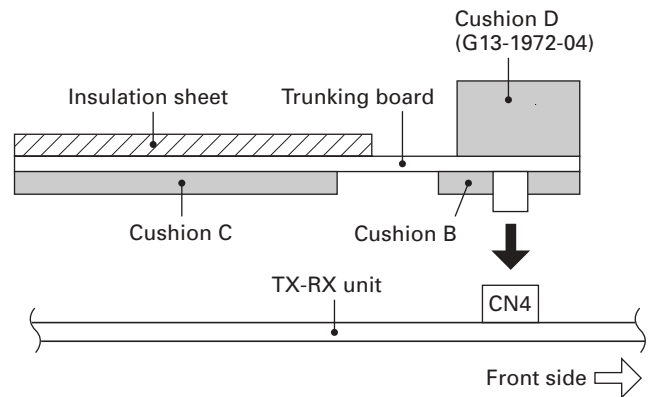 Cushion D
(G13-1972-04)
Insulation sheet
Trunking board
Cushion C
Cushion B
TX-RX unit
CN4
Front side